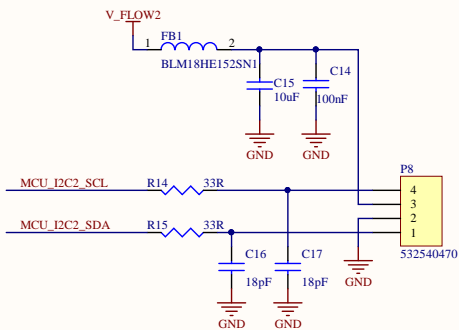 V_FLOW2
FB1
1 2
BLM18HE152SN1
C15
10uF
C14
100nF
GND GND
P8
MCU_I2C2_SCL R14 33R 4
3
2
MCU_I2C2_SDA R15 33R 1
532540470
C16
18pF
C17
18pF
GND
GND GND